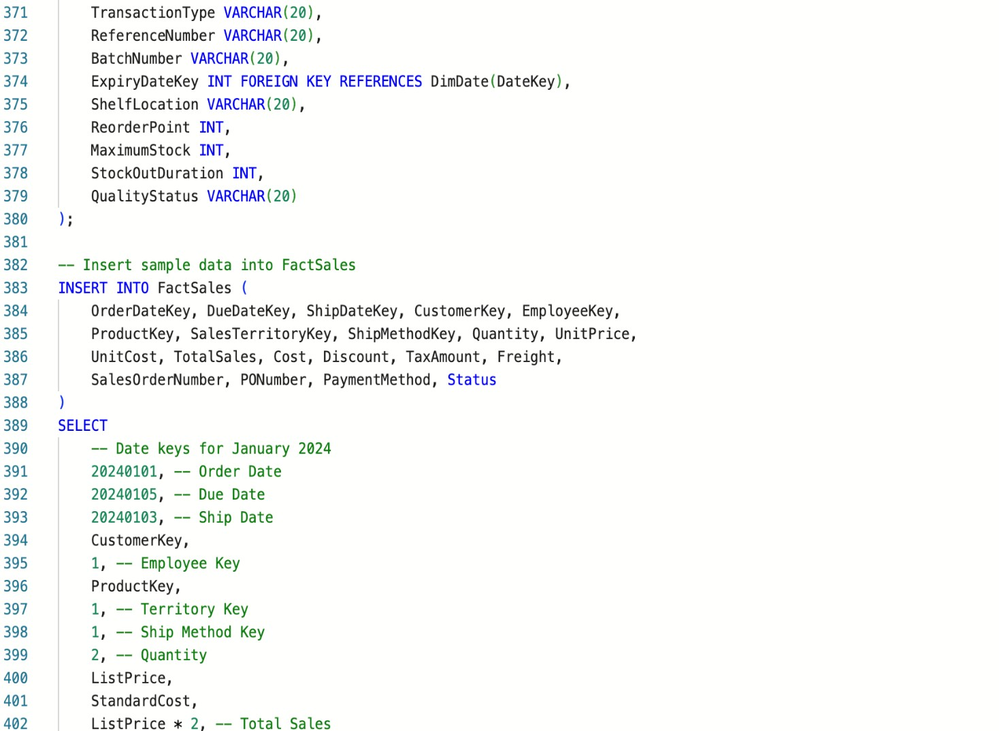 371 TransactionType VARCHAR(20),
372 ReferenceNumber VARCHAR(20),
373 BatchNumber VARCHAR(20),
374 ExpiryDateKey INT FOREIGN KEY REFERENCES DimDate(DateKey),
375 ShelfLocation VARCHAR(20),
376 ReorderPoint INT,
377 MaximumStock INT,
378 StockOutDuration INT,
379 QualityStatus VARCHAR(20)
380 );
381
382 -- Insert sample data into FactSales
383 INSERT INTO FactSales (
384 OrderDateKey, DueDateKey, ShipDateKey, CustomerKey, EmployeeKey,
385 ProductKey, SalesTerritoryKey, ShipMethodKey, Quantity, UnitPrice,
386 UnitCost, TotalSales, Cost, Discount, TaxAmount, Freight,
387 SalesOrderNumber, PONumber, PaymentMethod, Status
388 )
389 SELECT
390 -- Date keys for January 2024
391 20240101, -- Order Date
392 20240105, -- Due Date
393 20240103, -- Ship Date
394 CustomerKey,
395 1, -- Employee Key
396 ProductKey,
397 1, -- Territory Key
398 1, -- Ship Method Key
399 2, -- Quantity
400 ListPrice,
401 StandardCost,
402 ListPrice * 2, -- Total Sales